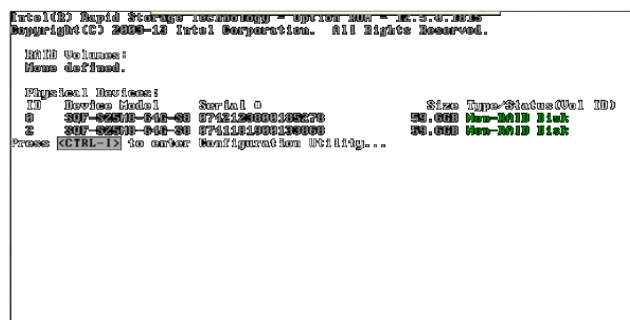 Intel(R) Rapid Storage Technology - Option ROM -
Copyright(C) 2003-13 Intel Corporation.  All Rights Reserved.
RAID Volumes:
None defined.
Physical Devices:
ID Device Model Serial # Size Type/Status(Vol ID)
0 59.6GB Non-RAID Disk
2 59.6GB Non-RAID Disk
Press <CTRL-I> to enter Configuration Utility...